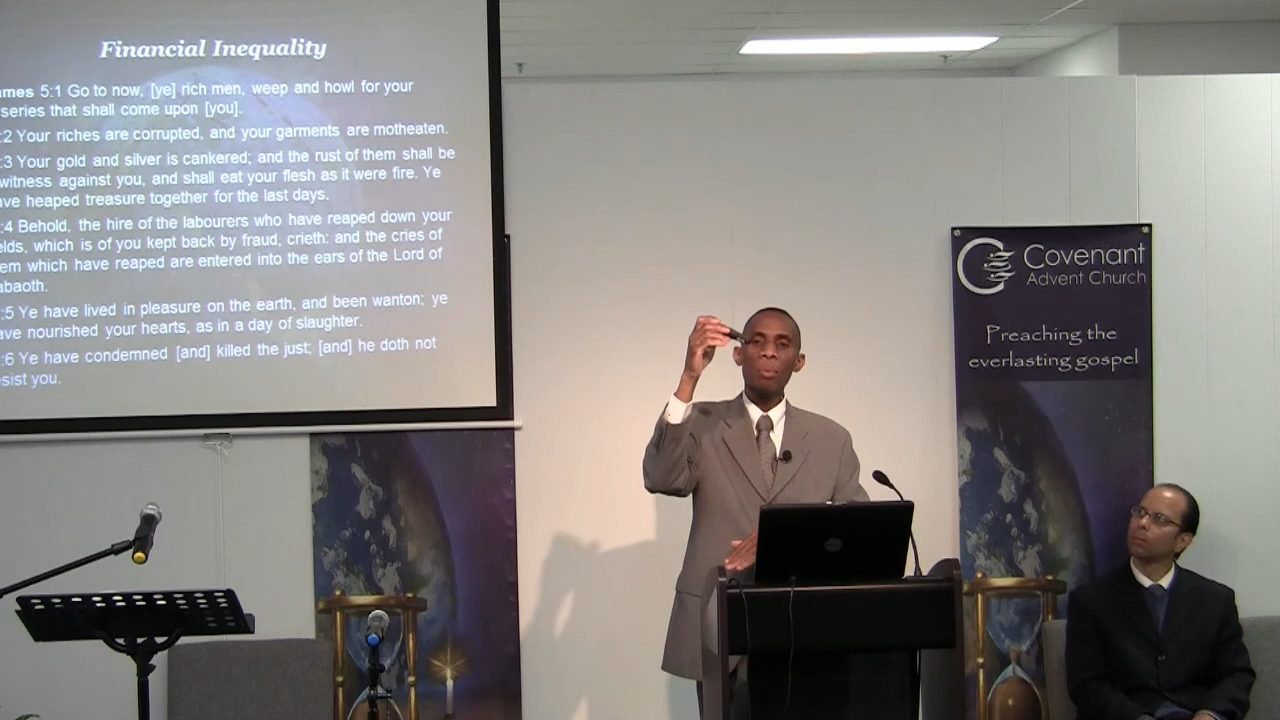 Financial Inequality
ames 5:1 Go to now, [ye] rich men, weep and howl for your
series that shall come upon [you].
:2 Your riches are corrupted, and your garments are motheaten.
:3 Your gold and silver is cankered; and the rust of them shall be
witness against you, and shall eat your flesh as it were fire. Ye
ave heaped treasure together for the last days.
:4 Behold, the hire of the labourers who have reaped down your
elds, which is of you kept back by fraud, crieth: and the cries of
em which have reaped are entered into the ears of the Lord of
abaoth.
:5 Ye have lived in pleasure on the earth, and been wanton; ye
ave nourished your hearts, as in a day of slaughter.
:6 Ye have condemned [and] killed the just; [and] he doth not
esist you.
Covenant
Advent Church
Preaching the
everlasting gospel